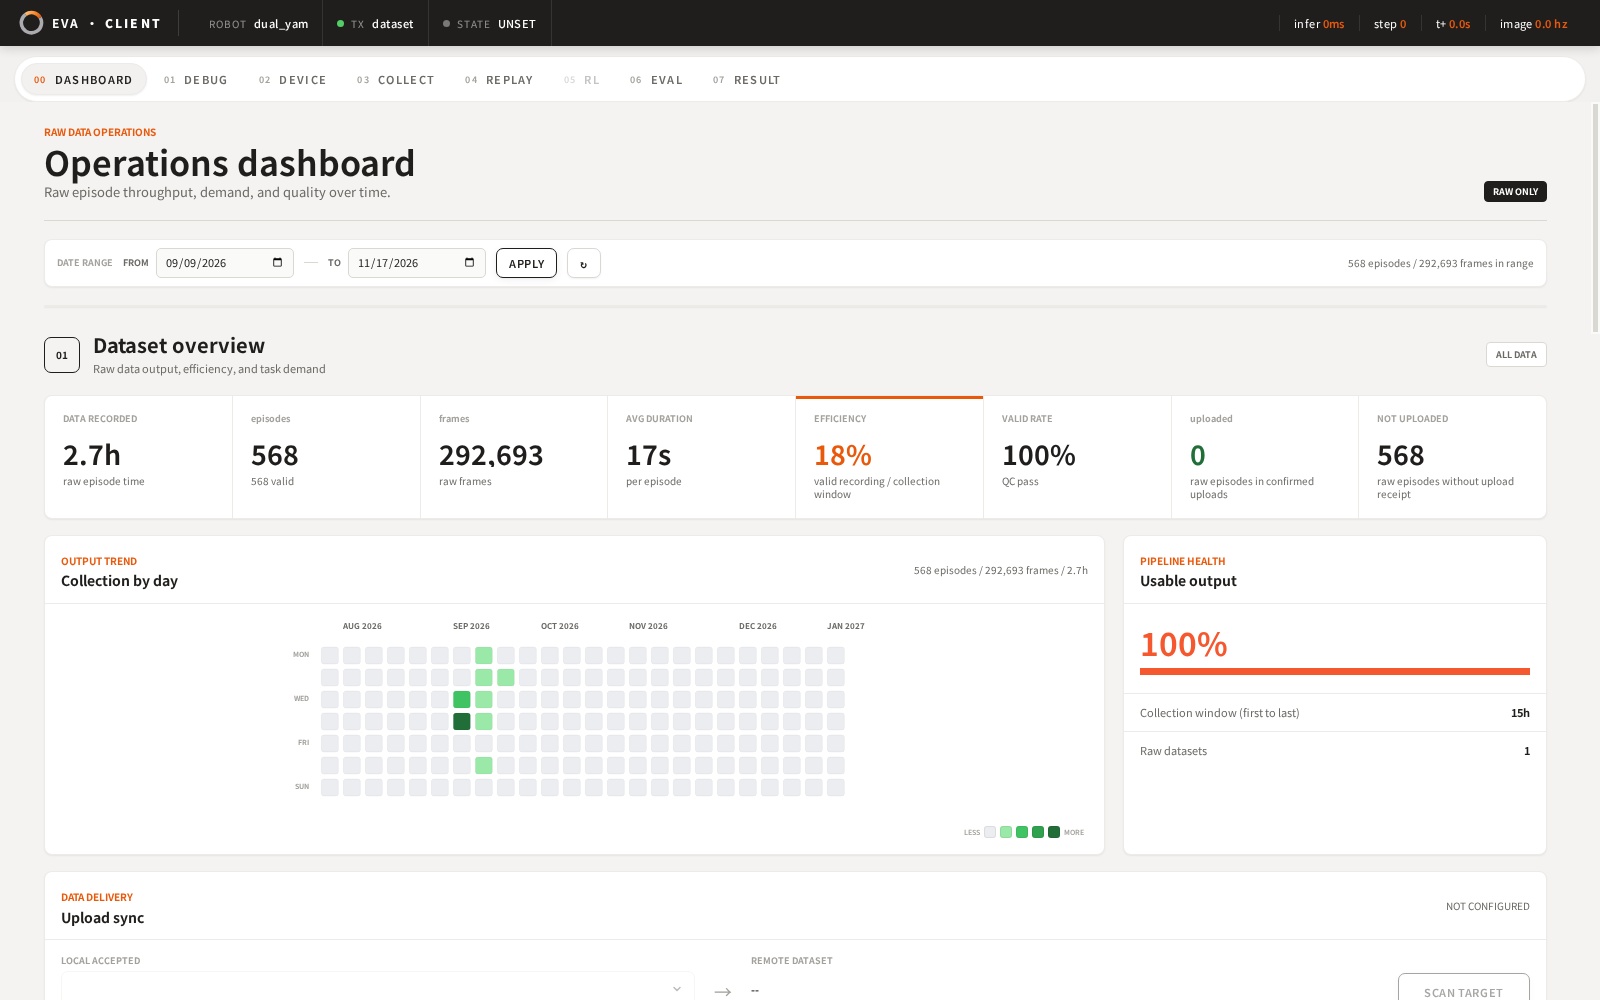 EVA • CLIENT
ROBOT dual_yam
TX dataset
STATE UNSET
infer 0ms
step 0
t+ 0.0s
image 0.0 hz
00 DASHBOARD
01 DEBUG
02 DEVICE
03 COLLECT
04 REPLAY
05 RL
06 EVAL
07 RESULT
RAW DATA OPERATIONS
Operations dashboard
Raw episode throughput, demand, and quality over time.
RAW ONLY
DATE RANGE FROM 09/09/2026 — TO 11/17/2026 APPLY ↻
568 episodes / 292,693 frames in range
01
Dataset overview
Raw data output, efficiency, and task demand
ALL DATA
DATA RECORDED
2.7h
raw episode time
episodes
568
568 valid
frames
292,693
raw frames
AVG DURATION
17s
per episode
EFFICIENCY
18%
valid recording / collection
window
VALID RATE
100%
QC pass
uploaded
0
raw episodes in confirmed
uploads
NOT UPLOADED
568
raw episodes without upload
receipt
OUTPUT TREND
Collection by day
568 episodes / 292,693 frames / 2.7h
AUG 2026 SEP 2026 OCT 2026 NOV 2026 DEC 2026 JAN 2027
MON
WED
FRI
SUN
LESS MORE
PIPELINE HEALTH
Usable output
100%
Collection window (first to last) 15h
Raw datasets 1
DATA DELIVERY
Upload sync
NOT CONFIGURED
LOCAL ACCEPTED
→
REMOTE DATASET
--
SCAN TARGET